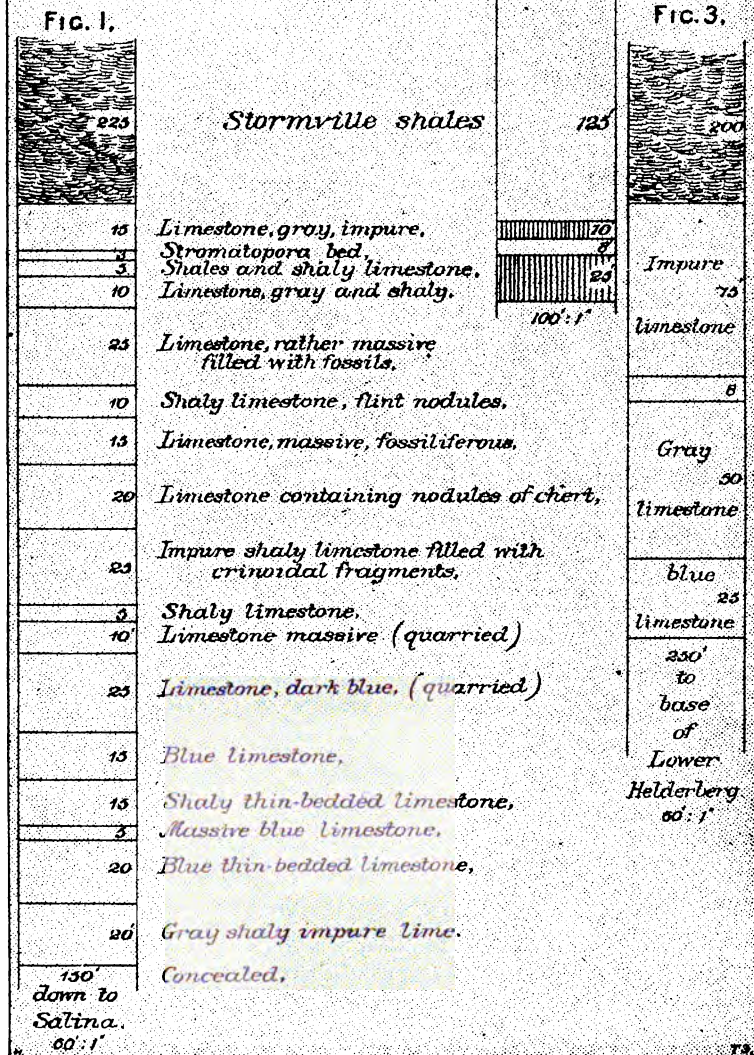 FIG. 1.
FIG. 3.
225
Stormville shales
125'
200
15 Limestone, gray, impure,
10
3 Stromatopora bed,
8'
5 Shales and shaly limestone,
25
10 Limestone, gray and shaly.
100':1"
Impure
75'
limestone
25 Limestone, rather massive
filled with fossils,
8
10 Shaly limestone, flint nodules,
15 Limestone, massive, fossiliferous,
Gray
50
limestone
20 Limestone containing nodules of chert,
25 Impure shaly limestone filled with
crinoidal fragments,
blue
25
limestone
5 Shaly limestone,
10' Limestone massive (quarried)
25 Limestone, dark blue, (quarried)
250'
to
base
of
Lower
Helderberg.
60':1"
15 Blue limestone,
15 Shaly thin-bedded limestone,
5 Massive blue limestone,
20 Blue thin-bedded limestone,
20' Gray shaly impure lime.
Concealed,
150'
down to
Salina.
60':1"